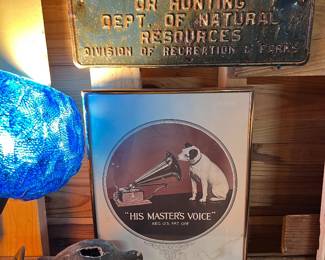 OR HUNTING
DEPT. OF NATURAL
RESOURCES
DIVISION OF RECREATION & PARKS
"HIS MASTER'S VOICE"
REG. U.S. PAT. OFF.